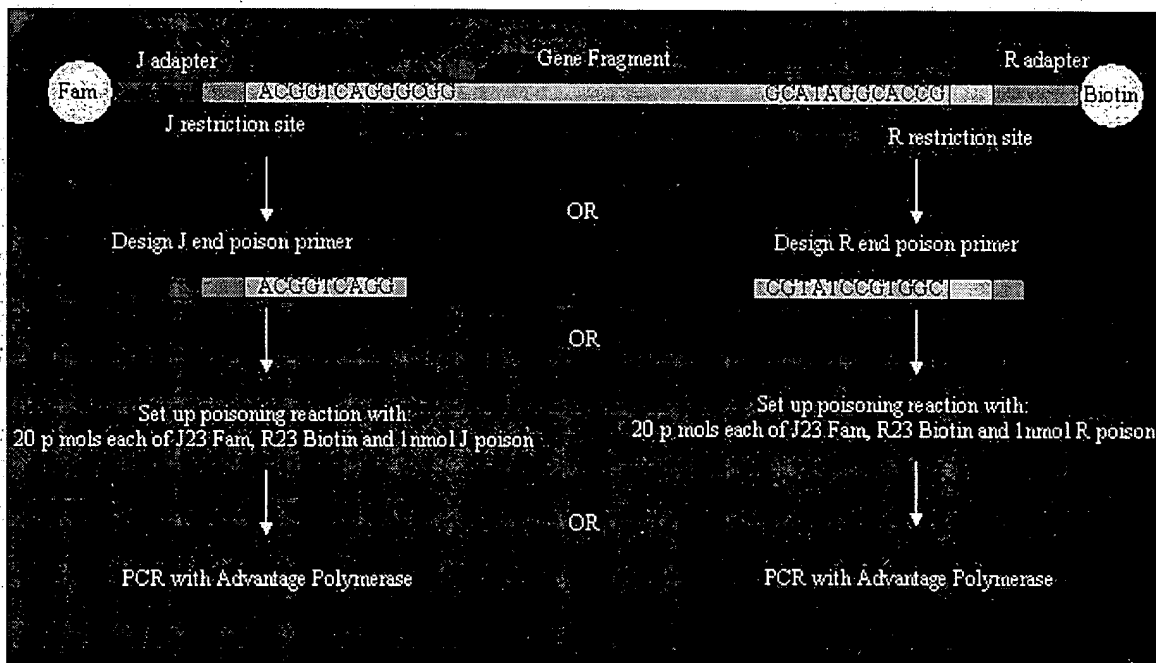 J adapter
Gene Fragment
R adapter
Fam
ACGGTCAGGGCGG
GCATAGGCACCG
Biotin
J restriction site
R restriction site
OR
Design J end poison primer
Design R end poison primer
ACGGTCAGG
CGTATCCGTGGC
OR
Set up poisoning reaction with:
20 p mols each of J23 Fam, R23 Biotin and 1nmol J poison
Set up poisoning reaction with:
20 p mols each of J23 Fam, R23 Biotin and 1nmol R poison
OR
PCR with Advantage Polymerase
PCR with Advantage Polymerase